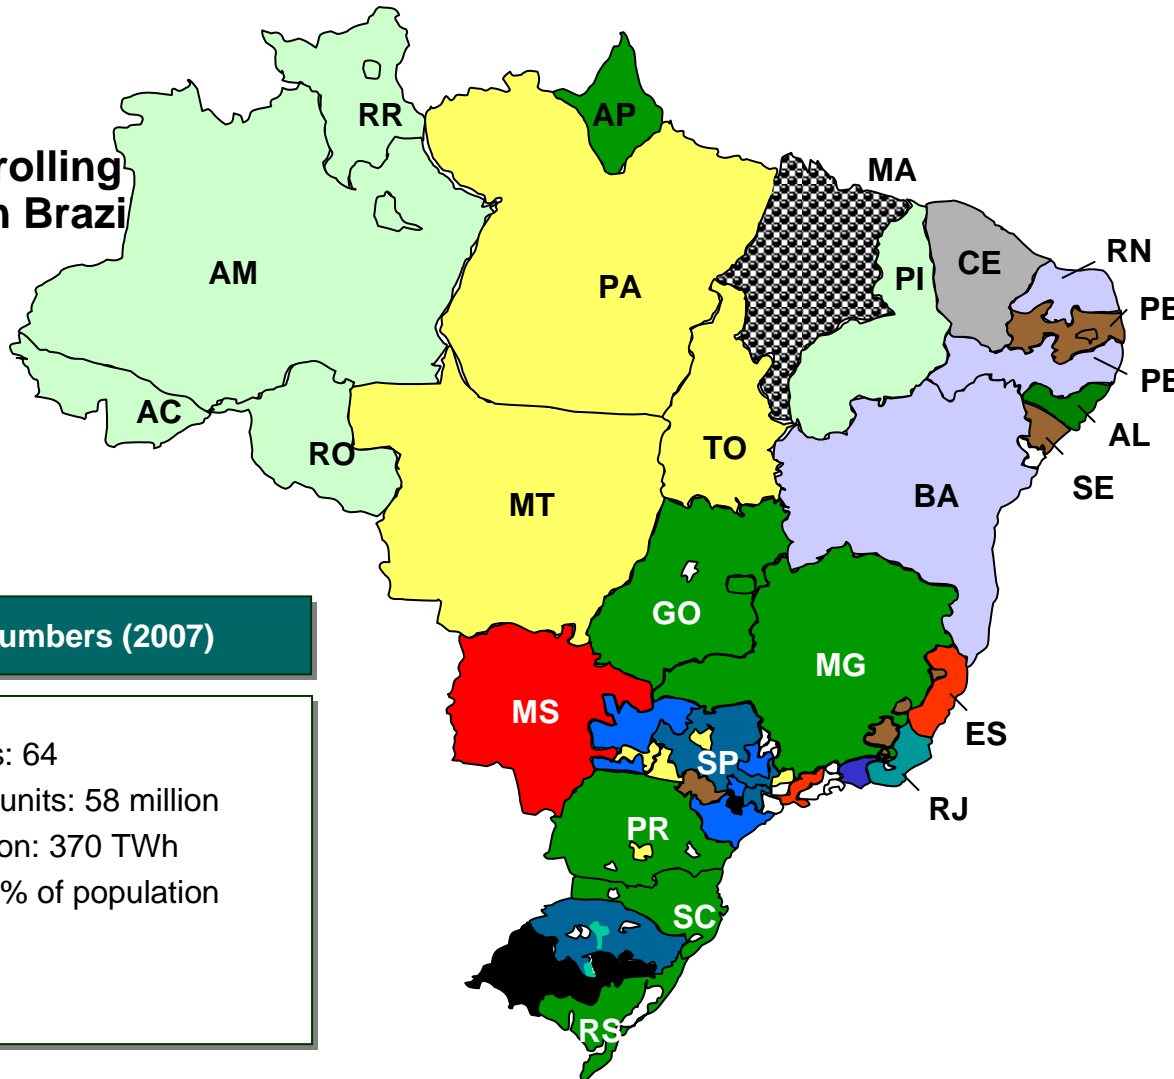 RR
AP
rolling
MA
n Brazi
RN
CE
AM
PI
PA
PE
PE
AC
TO
AL
RO
SE
BA
MT
GO
umbers (2007)
MG
MS
ES
s: 64
SP
units: 58 million
RJ
PR
on: 370 TWh
% of population
SC
RS